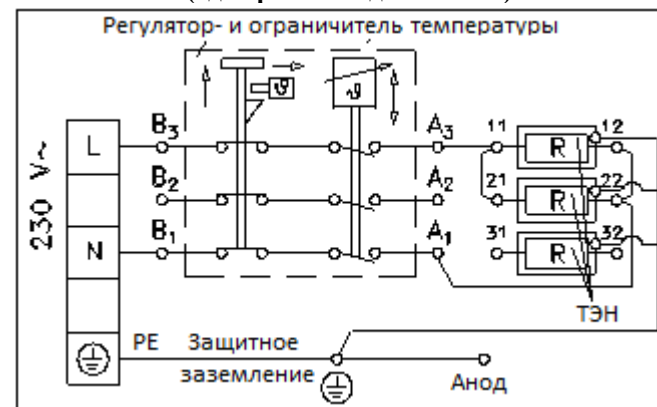 Регулятор- и ограничитель температуры
ϑ
ϑ
230 V~
L
N
B3
B2
B1
A3
A2
A1
11
12
R
21
22
R
31
32
R
ТЭН
PE
Защитное
заземление
Анод